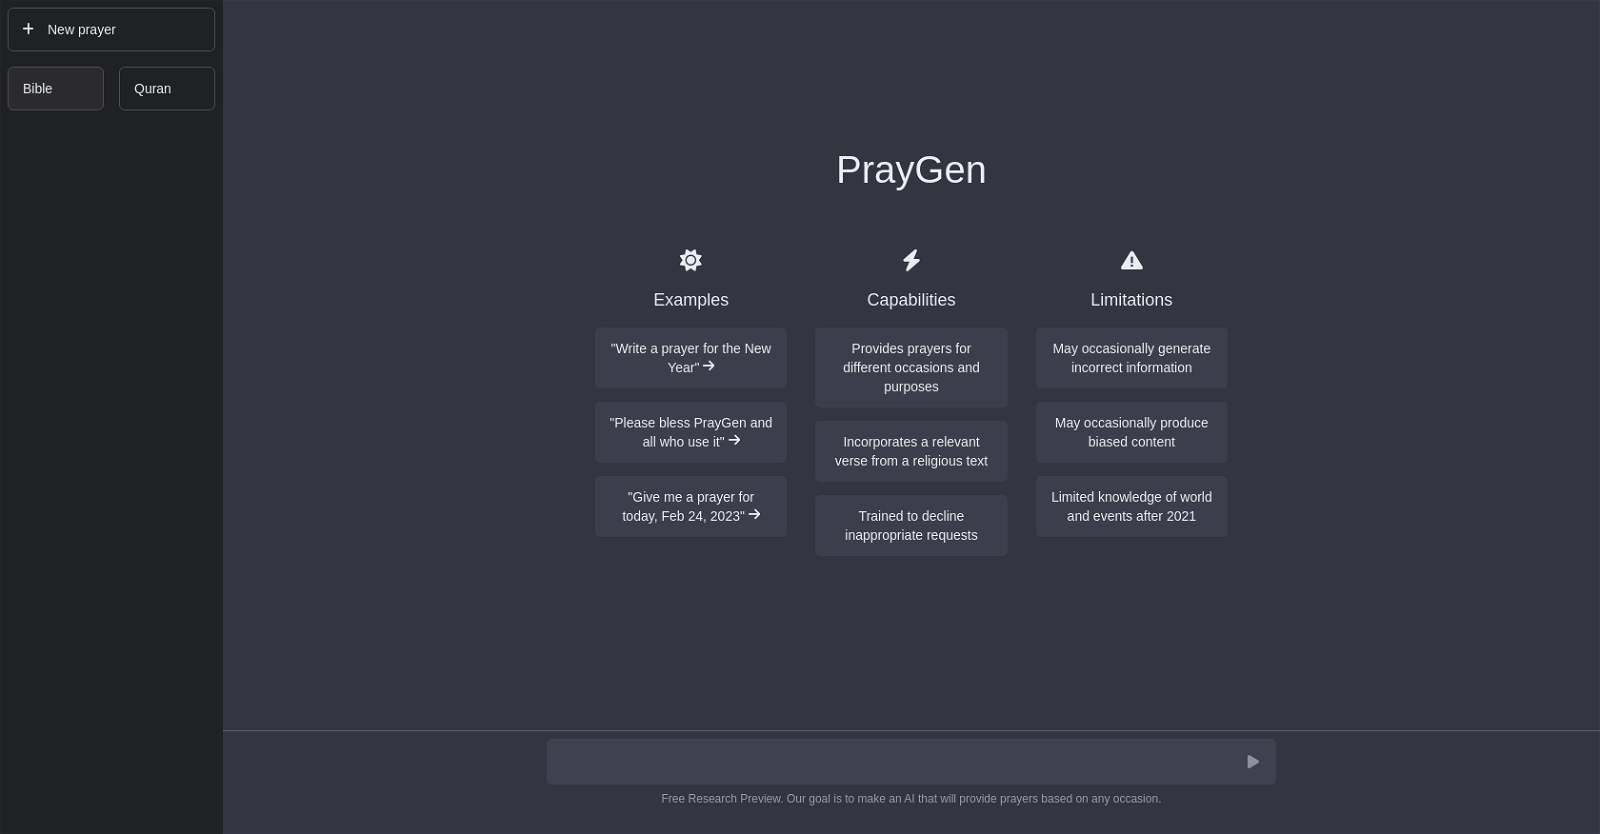 New prayer
Bible
Quran
PrayGen
Examples
"Write a prayer for the New
Year"
"Please bless PrayGen and
all who use it"
"Give me a prayer for
today, Feb 24, 2023"
Capabilities
Provides prayers for
different occasions and
purposes
Incorporates a relevant
verse from a religious text
Trained to decline
inappropriate requests
Limitations
May occasionally generate
incorrect information
May occasionally produce
biased content
Limited knowledge of world
and events after 2021
Free Research Preview. Our goal is to make an AI that will provide prayers based on any occasion.